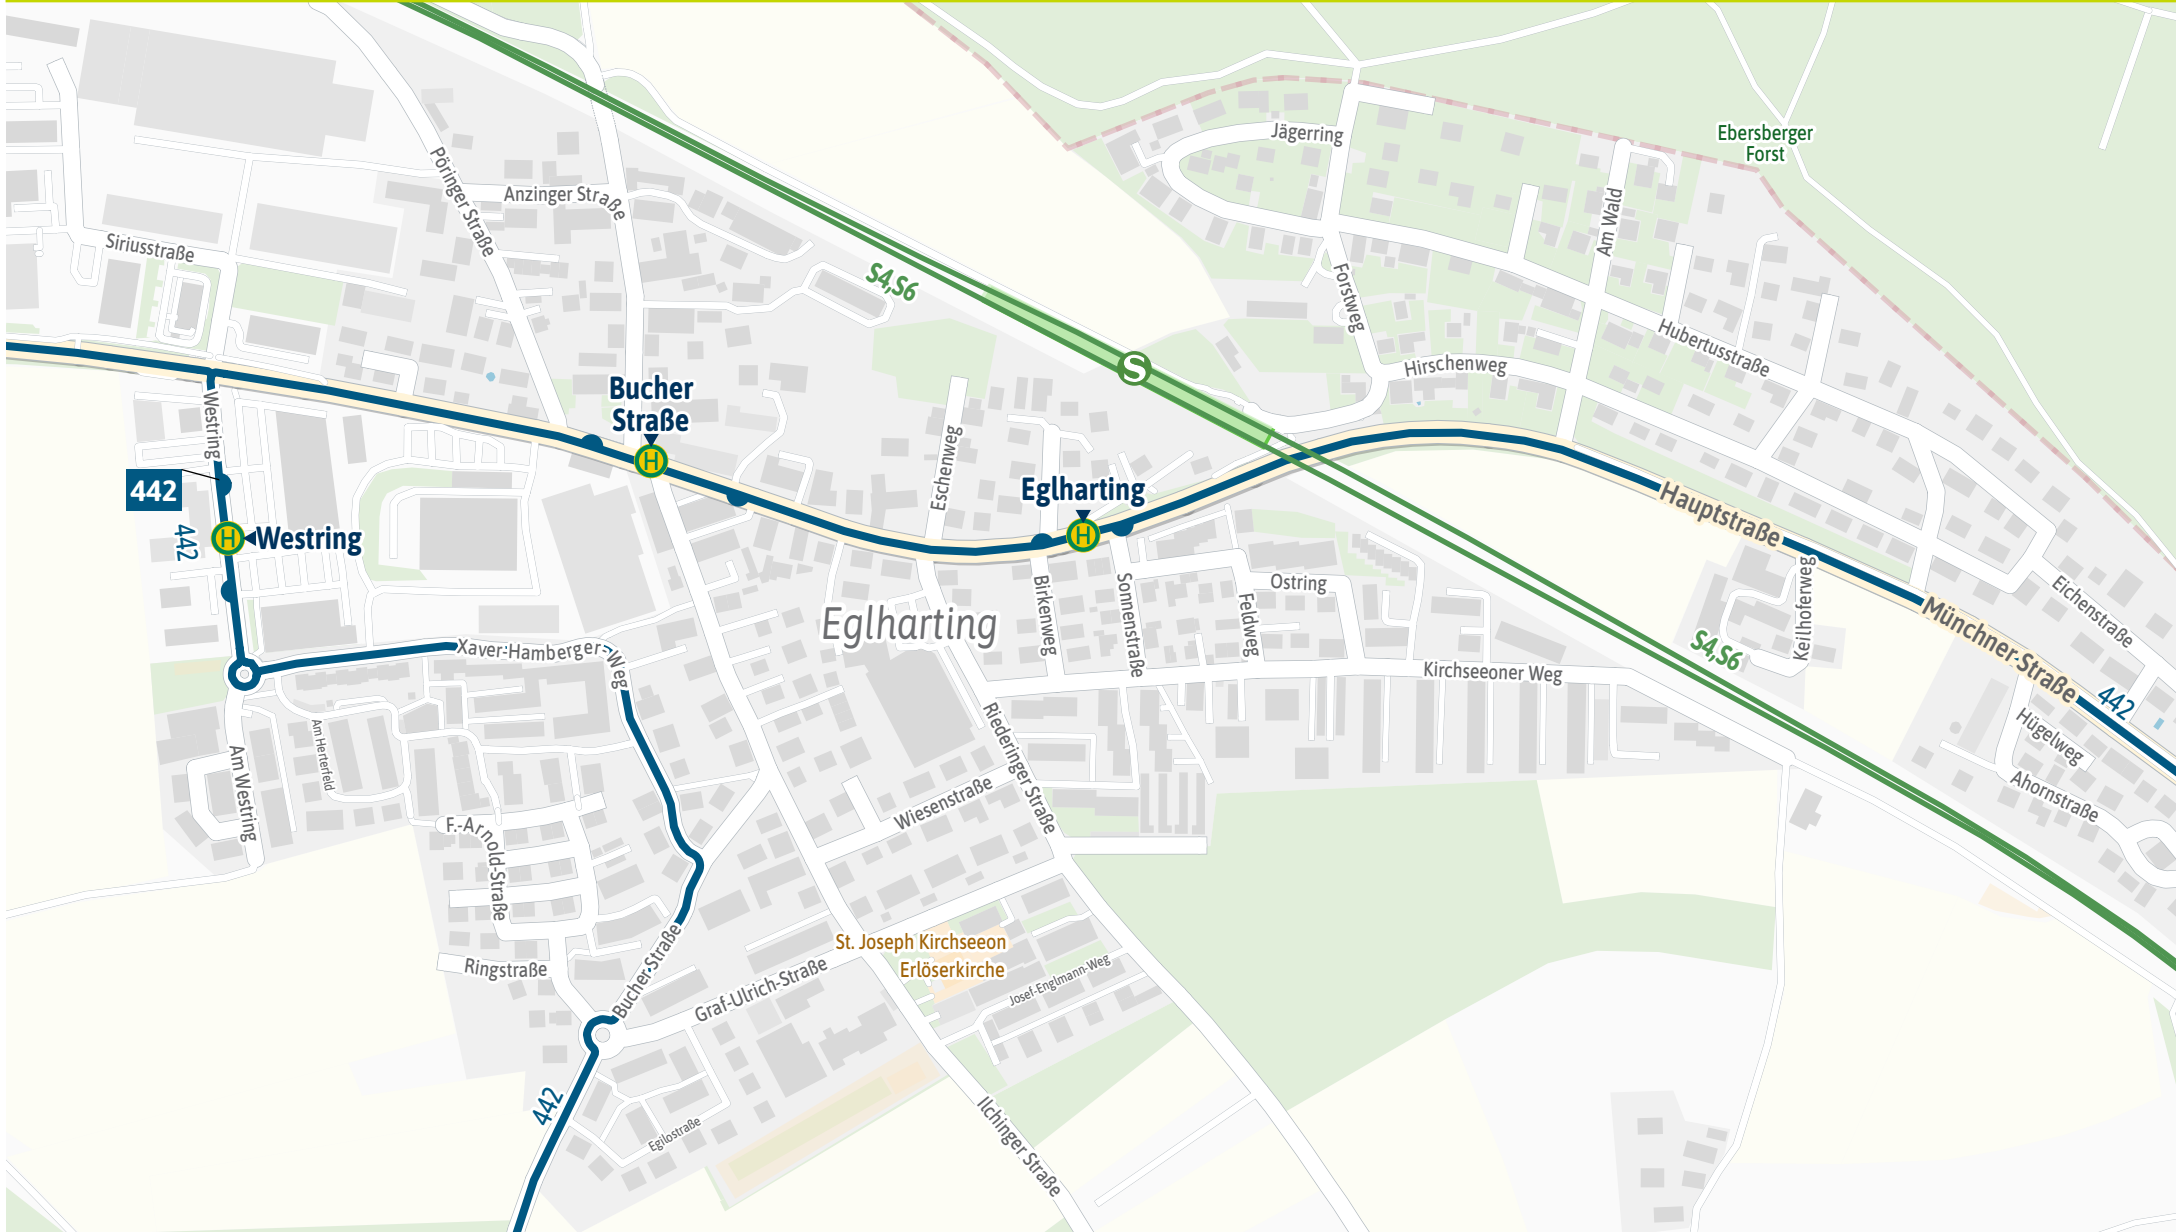 Ebersberger
Forst
Jägerring
Pöringer Straße
Anzinger Straße
Am Wald
Siriusstraße
S4,S6
Forstweg
S
Hubertusstraße
Hirschenweg
Bucher
Straße
H
Westring
Eschenweg
442
Eglharting
H
Hauptstraße
442
H
Westring
Birkenweg
Sonnenstraße
Ostring
Feldweg
Keilhoferweg
Eichenstraße
Eglharting
Münchner-Straße
S4,S6
Xaver-Hamberger-Weg
Kirchseeoner Weg
442
Am Herterfeld
Am Westring
Riederinger Straße
Hügelweg
Ahornstraße
Wiesenstraße
F.-Arnold-Straße
St. Joseph Kirchseeon
Erlöserkirche
Ringstraße
Bucher-Straße
Graf-Ulrich-Straße
Josef-Englmann-Weg
442
Egilostraße
Ilchinger Straße